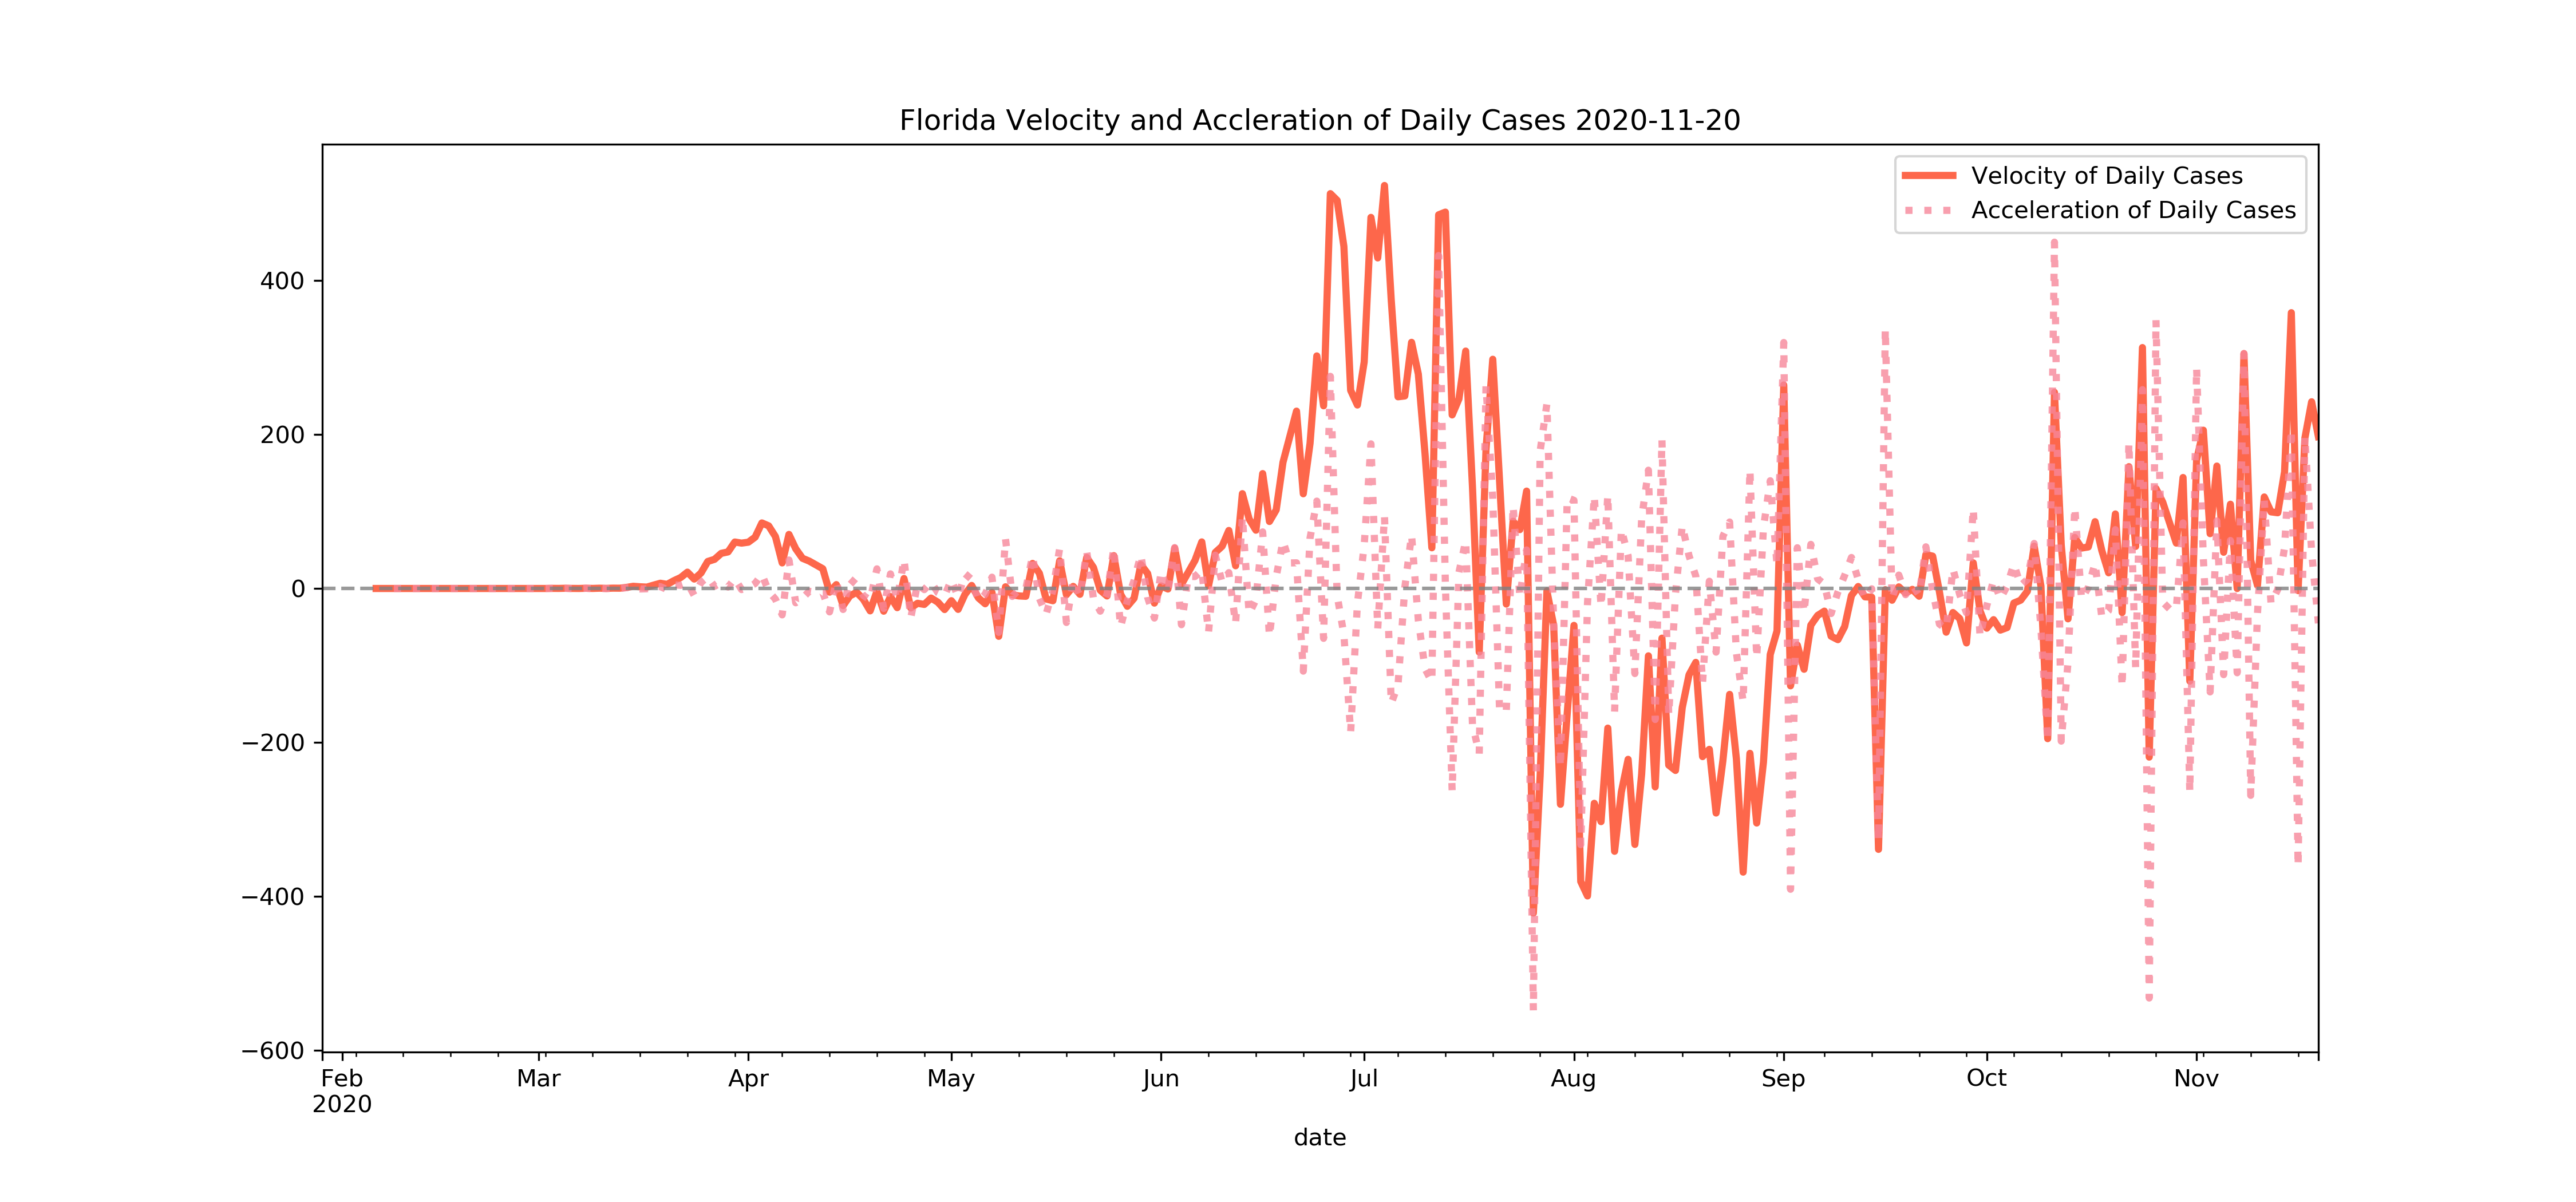 Florida Velocity and Accleration of Daily Cases 2020-11-20
Velocity of Daily Cases
Acceleration of Daily Cases
400
200
0
−200
−400
−600
Feb Mar Apr May Jun Jul Aug Sep Oct Nov
2020
date